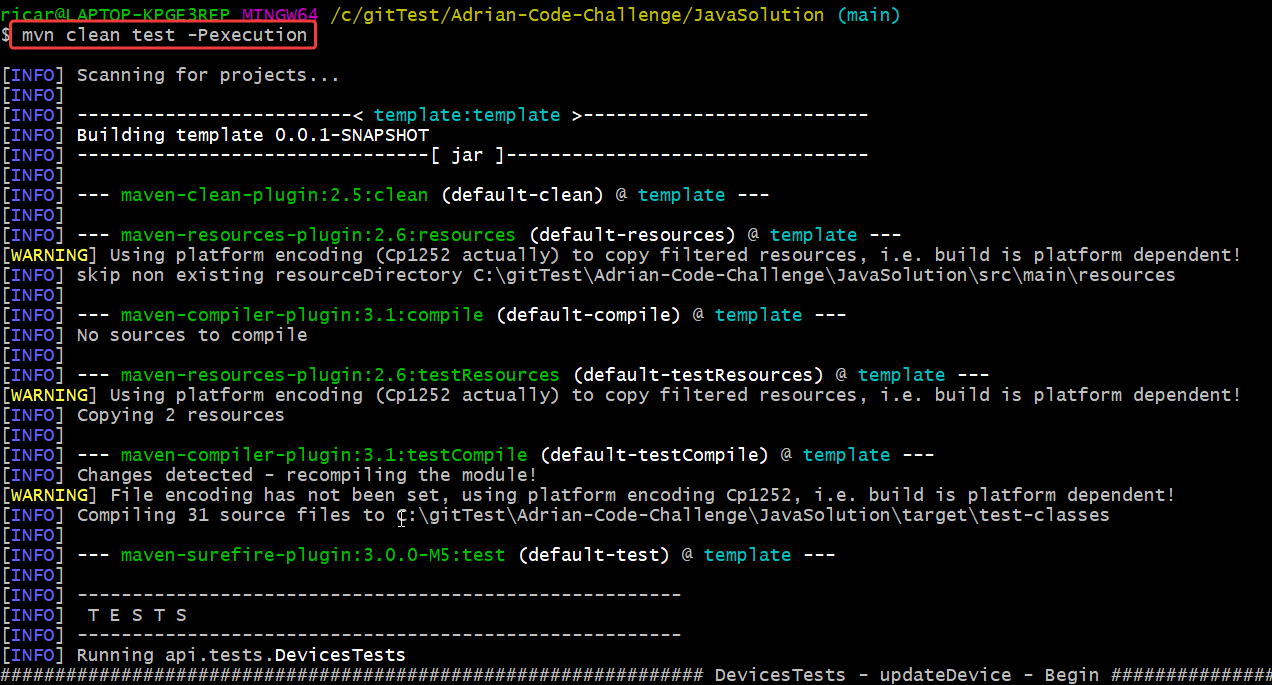 ricar@LAPTOP-KPGE3REP MINGW64 /c/gitTest/Adrian-Code-Challenge/JavaSolution (main)
$ mvn clean test -Pexecution
[INFO] Scanning for projects...
[INFO]
[INFO] -------------------------< template:template >--------------------------
[INFO] Building template 0.0.1-SNAPSHOT
[INFO] --------------------------------[ jar ]---------------------------------
[INFO]
[INFO] --- maven-clean-plugin:2.5:clean (default-clean) @ template ---
[INFO]
[INFO] --- maven-resources-plugin:2.6:resources (default-resources) @ template ---
[WARNING] Using platform encoding (Cp1252 actually) to copy filtered resources, i.e. build is platform dependent!
[INFO] skip non existing resourceDirectory C:\gitTest\Adrian-Code-Challenge\JavaSolution\src\main\resources
[INFO]
[INFO] --- maven-compiler-plugin:3.1:compile (default-compile) @ template ---
[INFO] No sources to compile
[INFO]
[INFO] --- maven-resources-plugin:2.6:testResources (default-testResources) @ template ---
[WARNING] Using platform encoding (Cp1252 actually) to copy filtered resources, i.e. build is platform dependent!
[INFO] Copying 2 resources
[INFO]
[INFO] --- maven-compiler-plugin:3.1:testCompile (default-testCompile) @ template ---
[INFO] Changes detected - recompiling the module!
[WARNING] File encoding has not been set, using platform encoding Cp1252, i.e. build is platform dependent!
[INFO] Compiling 31 source files to C:\gitTest\Adrian-Code-Challenge\JavaSolution\target\test-classes
[INFO]
[INFO] --- maven-surefire-plugin:3.0.0-M5:test (default-test) @ template ---
[INFO]
[INFO] -------------------------------------------------------
[INFO]  T E S T S
[INFO] -------------------------------------------------------
[INFO] Running api.tests.DevicesTests
################################################################ DevicesTests - updateDevice - Begin ###############